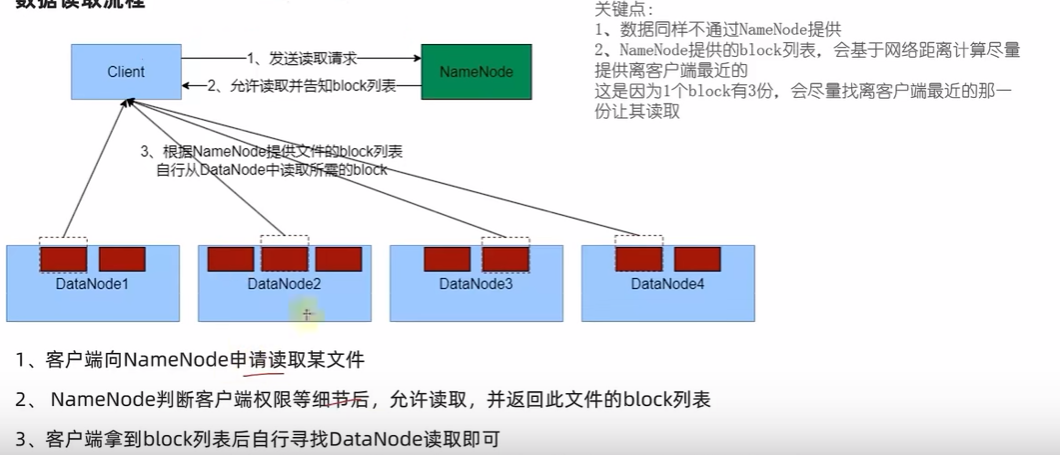 数据读取流程
关键点：
1、数据同样不通过NameNode提供
2、NameNode提供的block列表，会基于网络距离计算尽量
提供离客户端最近的
这是因为1个block有3份，会尽量找离客户端最近的那一
份让其读取
Client
1、发送读取请求
NameNode
2、允许读取并告知block列表
3、根据NameNode提供文件的block列表
自行从DataNode中读取所需的block
DataNode1
DataNode2
DataNode3
DataNode4
1、客户端向NameNode申请读取某文件
2、 NameNode判断客户端权限等细节后，允许读取，并返回此文件的block列表
3、客户端拿到block列表后自行寻找DataNode读取即可